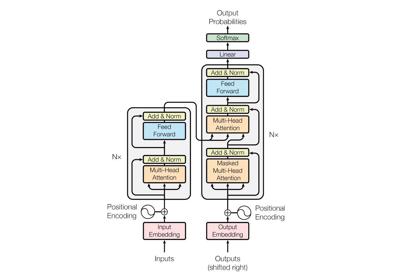 Output
Probabilities
Softmax
Linear
Add & Norm
Feed
Forward
Add & Norm
Multi-Head
Attention
Add & Norm
Masked
Multi-Head
Attention
N×
Positional
Encoding
Output
Embedding
Outputs
(shifted right)
Add & Norm
Feed
Forward
N×
Add & Norm
Multi-Head
Attention
Positional
Encoding
Input
Embedding
Inputs